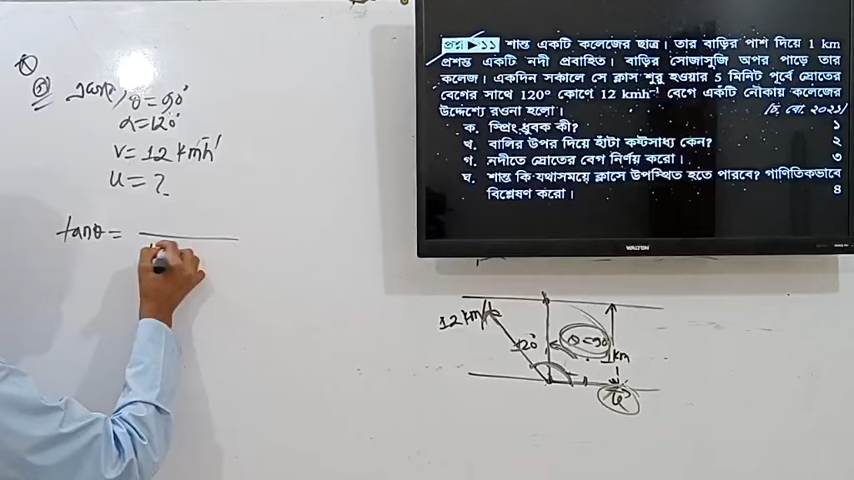 প্রশ্ন ▶ ১১ শান্ত একটি কলেজের ছাত্র। তার বাড়ির পাশ দিয়ে 1 km
প্রশস্ত একটি নদী প্রবাহিত। বাড়ির সোজাসুজি অপর পাড়ে তার
কলেজ। একদিন সকালে সে ক্লাস শুরু হওয়ার 5 মিনিট পূর্বে স্রোতের
বেগের সাথে 120° কোণে 12 kmh⁻¹ বেগে একটি নৌকায় কলেজের
উদ্দেশ্যে রওনা হলো।
[চ. বো. ২০২১]
ক. স্প্রিং ধ্রুবক কী? ১
খ. বালির উপর দিয়ে হাঁটা কষ্টসাধ্য কেন? ২
গ. নদীতে স্রোতের বেগ নির্ণয় করো। ৩
ঘ. শান্ত কি যথাসময়ে ক্লাসে উপস্থিত হতে পারবে? গাণিতিকভাবে
বিশ্লেষণ করো। ৪
WALTON
গ) এখানে, θ = 90°
α = 120°
v = 12 kmh⁻¹
u = ?
tanθ =
12 km/h
120°
θ = 90
1 km